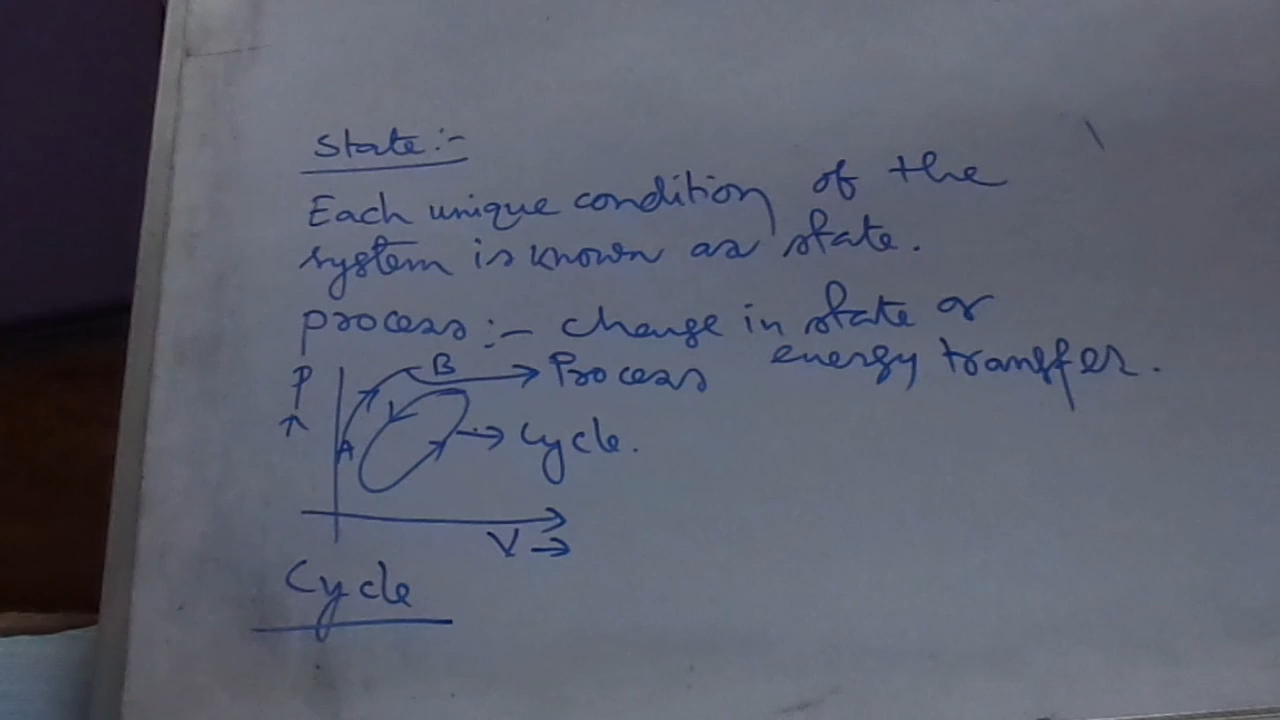 State:-
Each unique condition of the
system is known as state.
process:- change in state or
energy transfer.
P
↑
B
→ Process
A
→ Cycle.
V →
Cycle